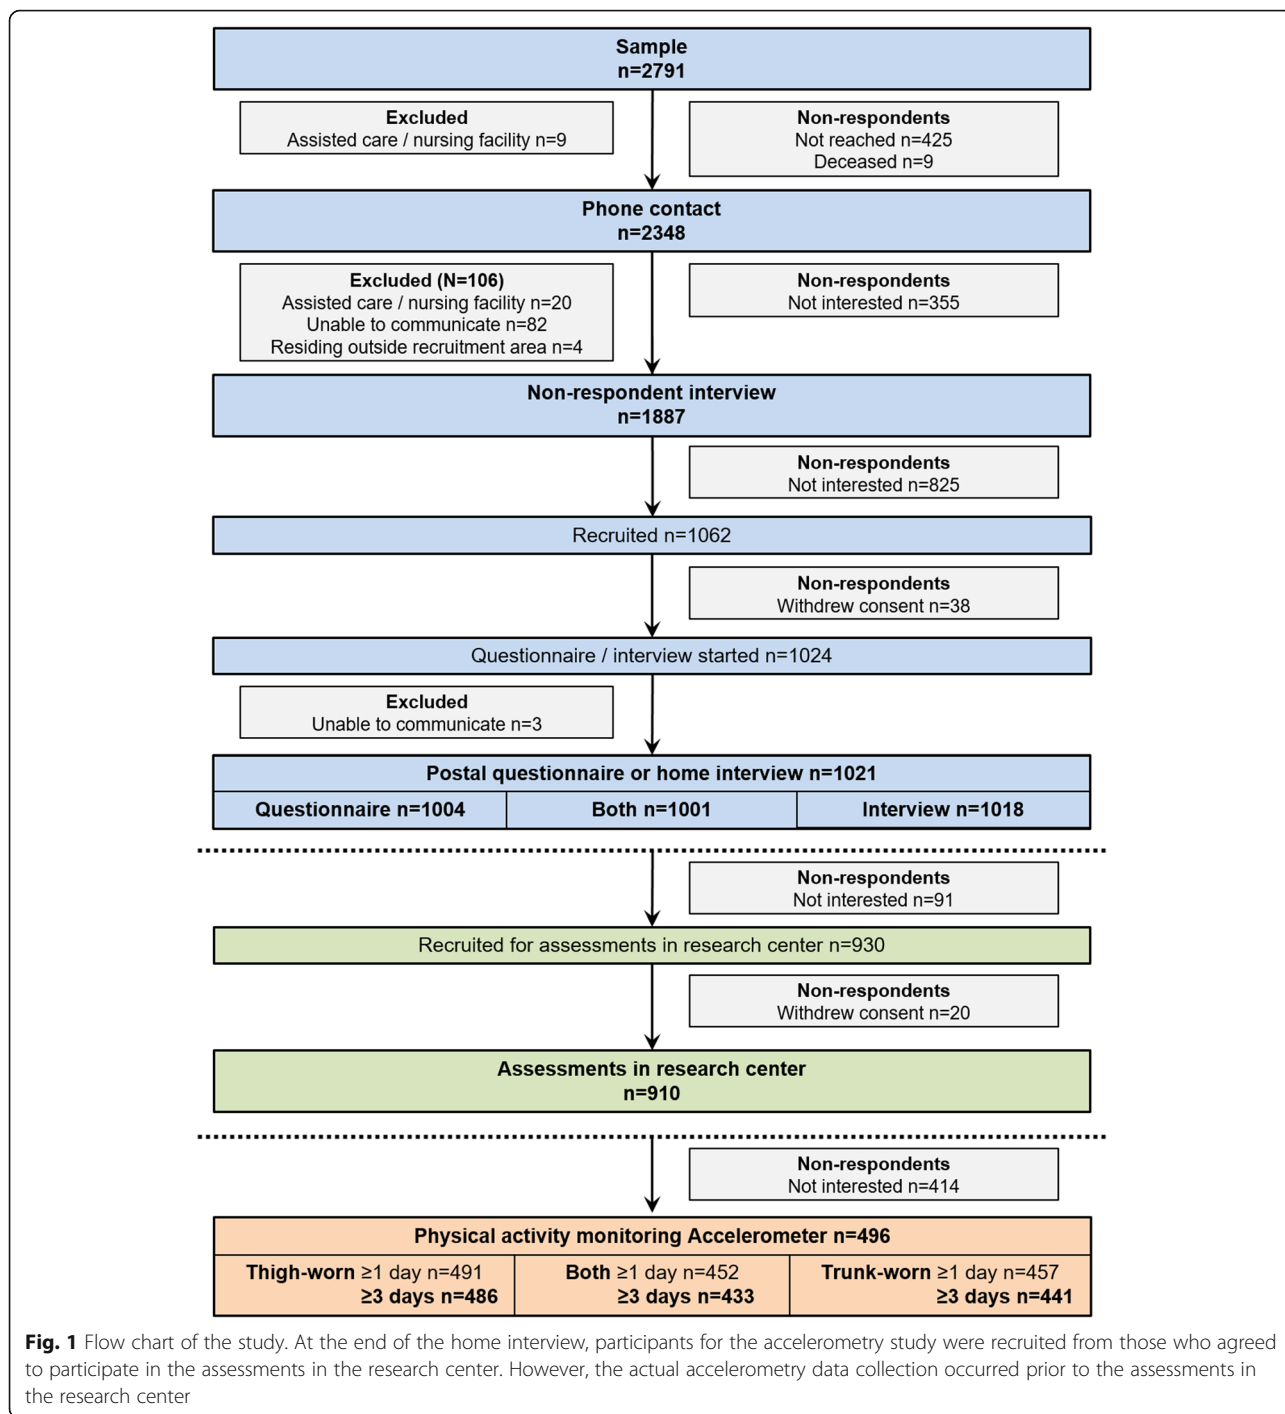 Sample
n=2791
Excluded
Assisted care / nursing facility n=9
Non-respondents
Not reached n=425
Deceased n=9
Phone contact
n=2348
Excluded (N=106)
Assisted care / nursing facility n=20
Unable to communicate n=82
Residing outside recruitment area n=4
Non-respondents
Not interested n=355
Non-respondent interview
n=1887
Non-respondents
Not interested n=825
Recruited n=1062
Non-respondents
Withdrew consent n=38
Questionnaire / interview started n=1024
Excluded
Unable to communicate n=3
Postal questionnaire or home interview n=1021
Questionnaire n=1004
Both n=1001
Interview n=1018
Non-respondents
Not interested n=91
Recruited for assessments in research center n=930
Non-respondents
Withdrew consent n=20
Assessments in research center
n=910
Non-respondents
Not interested n=414
Physical activity monitoring Accelerometer n=496
Thigh-worn ≥1 day n=491
≥3 days n=486
Both ≥1 day n=452
≥3 days n=433
Trunk-worn ≥1 day n=457
≥3 days n=441
Fig. 1 Flow chart of the study. At the end of the home interview, participants for the accelerometry study were recruited from those who agreed
to participate in the assessments in the research center. However, the actual accelerometry data collection occurred prior to the assessments in
the research center